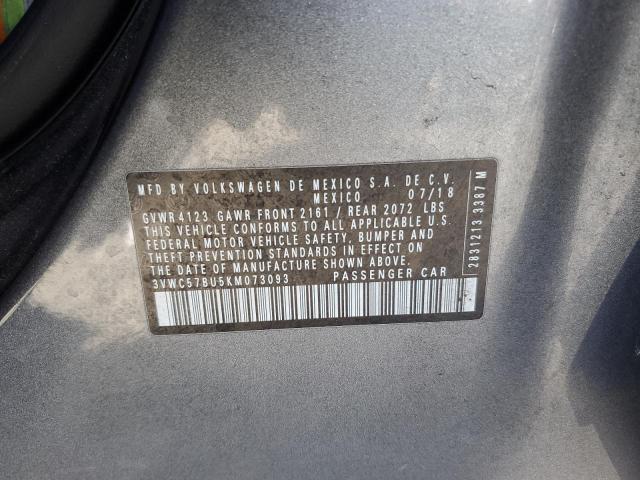 MFD BY VOLKSWAGEN DE MEXICO S.A. DE C.V.
MEXICO 07/18
GVWR4123 GAWR FRONT 2161 / REAR 2072 LBS
THIS VEHICLE CONFORMS TO ALL APPLICABLE U.S.
FEDERAL MOTOR VEHICLE SAFETY, BUMPER AND
THEFT PREVENTION STANDARDS IN EFFECT ON
THE DATE OF MANUFACTURE SHOWN ABOVE.
3VWC57BU5KM073093 PASSENGER CAR
2831213 3387 M